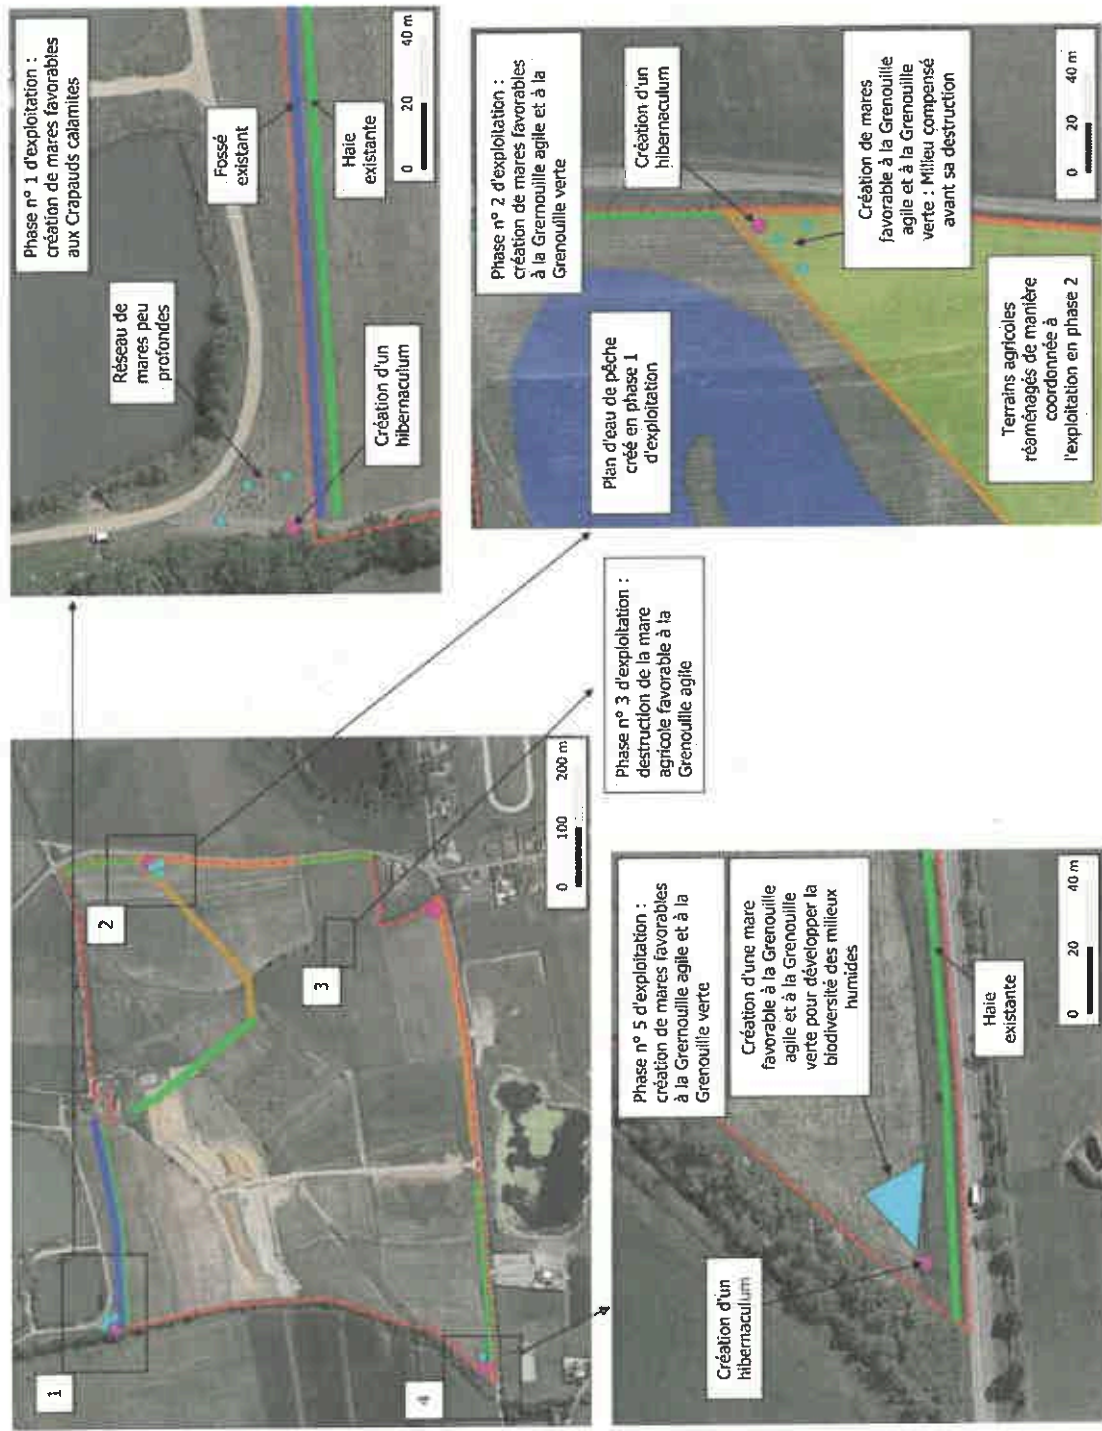 1
2
3
4
0 100 200 m
Phase n° 1 d'exploitation :
création de mares favorables
aux Crapauds calamites
Réseau de
mares peu
profondes
Fossé
existant
Haie
existante
Création d'un
hibernaculum
0 20 40 m
Phase n° 2 d'exploitation :
création de mares favorables
à la Grernouille agile et à la
Grenouille verte
Plan d'eau de pêche
créé en phase 1
d'exploitation
Création d'un
hibernaculum
Création de mares
favorable à la Grenouille
agile et à la Grenouille
verte : Milieu compensé
avant sa destruction
Terrains agricoles
réaménagés de manière
coordonnée à
l'exploitation en phase 2
0 20 40 m
Phase n° 3 d'exploitation :
destruction de la mare
agricole favorable à la
Grenouille agile
Phase n° 5 d'exploitation :
création de mares favorables
à la Grernouille agile et à la
Grenouille verte
Création d'une mare
favorable à la Grenouille
agile et à la Grenouille
verte pour développer la
biodiversité des milieux
humides
Création d'un
hibernaculum
Haie
existante
0 20 40 m